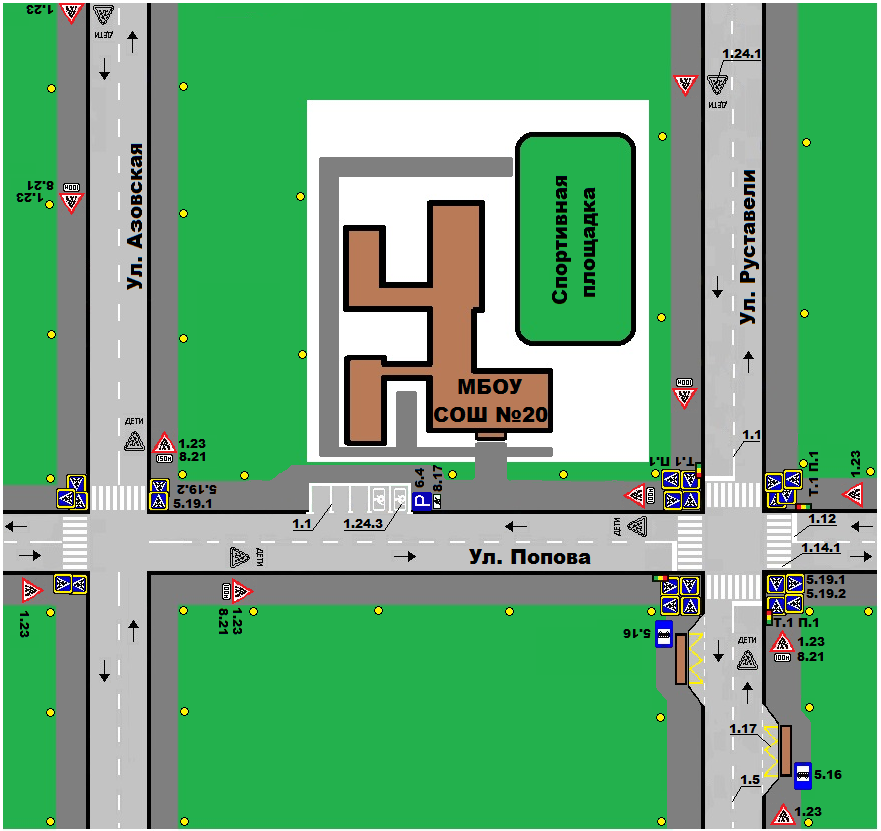 1.23
ДЕТИ
8.21
1.23
Ул. Азовская
ДЕТИ
1.23
8.21
5.19.2
5.19.1
Спортивная
площадка
МБОУ
СОШ №20
6.4
8.17
1.1
1.24.3
P
1.24.1
ДЕТИ
Ул. Руставели
1.1
Т.1 П.1
Т.1 П.1
1.23
1.12
1.14.1
ДЕТИ
Ул. Попова
ДЕТИ
1.23
1.23
8.21
5.19.1
5.19.2
Т.1 П.1
5.16
ДЕТИ
1.23
8.21
1.17
5.16
1.5
1.23